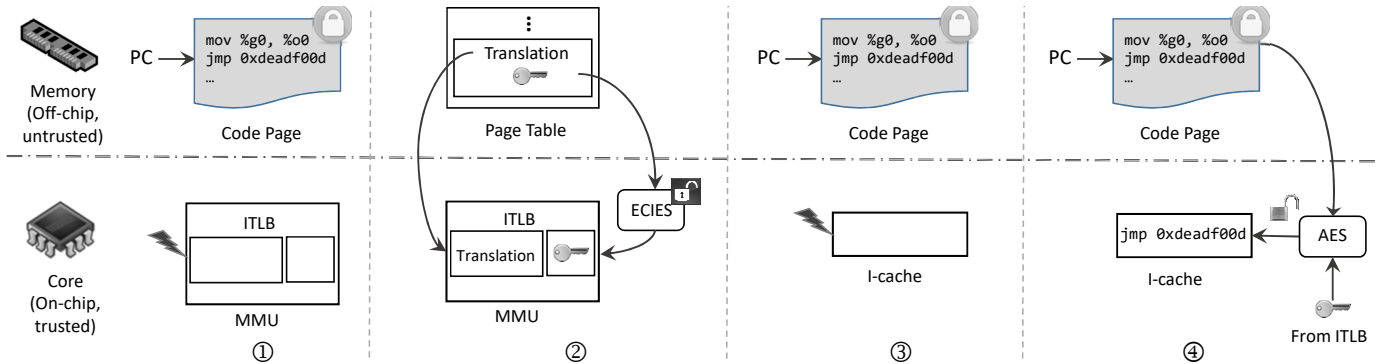 Memory
(Off-chip,
untrusted)
Core
(On-chip,
trusted)
PC
mov %g0, %o0
jmp 0xdeadf00d
…
Code Page
ITLB
MMU
①
⋮
Translation
Page Table
ECIES
ITLB
Translation
MMU
②
PC
mov %g0, %o0
jmp 0xdeadf00d
…
Code Page
I-cache
③
PC
mov %g0, %o0
jmp 0xdeadf00d
…
Code Page
jmp 0xdeadf00d
AES
I-cache
From ITLB
④